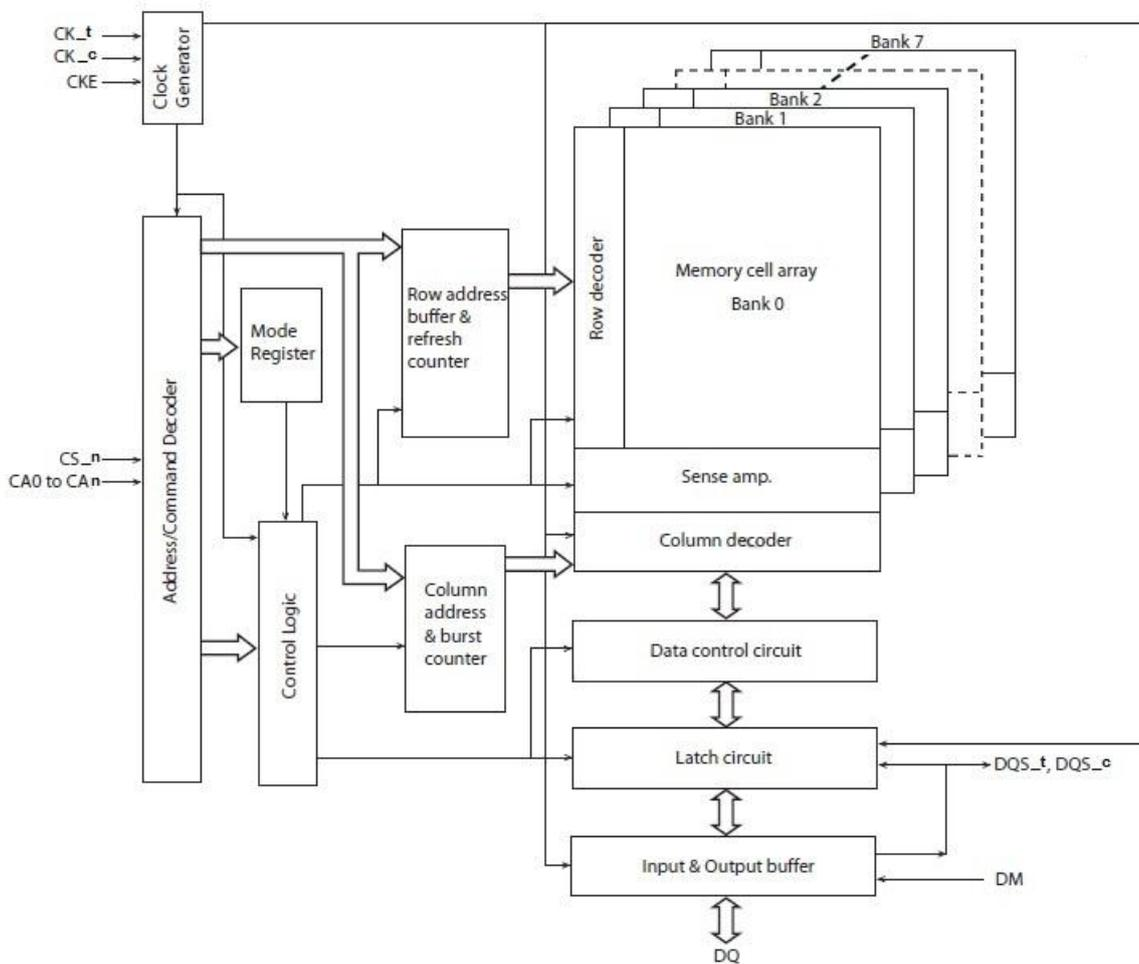 CK_t
CK_c
CKE
Clock
Generator
Bank 7
Bank 2
Bank 1
Row decoder
Memory cell array
Bank 0
Row address
buffer &
refresh
counter
Mode
Register
Address/Command Decoder
CS_n
CA0 to CAn
Sense amp.
Column decoder
Control Logic
Column
address
& burst
counter
Data control circuit
Latch circuit
DQS_t, DQS_c
Input & Output buffer
DM
DQ